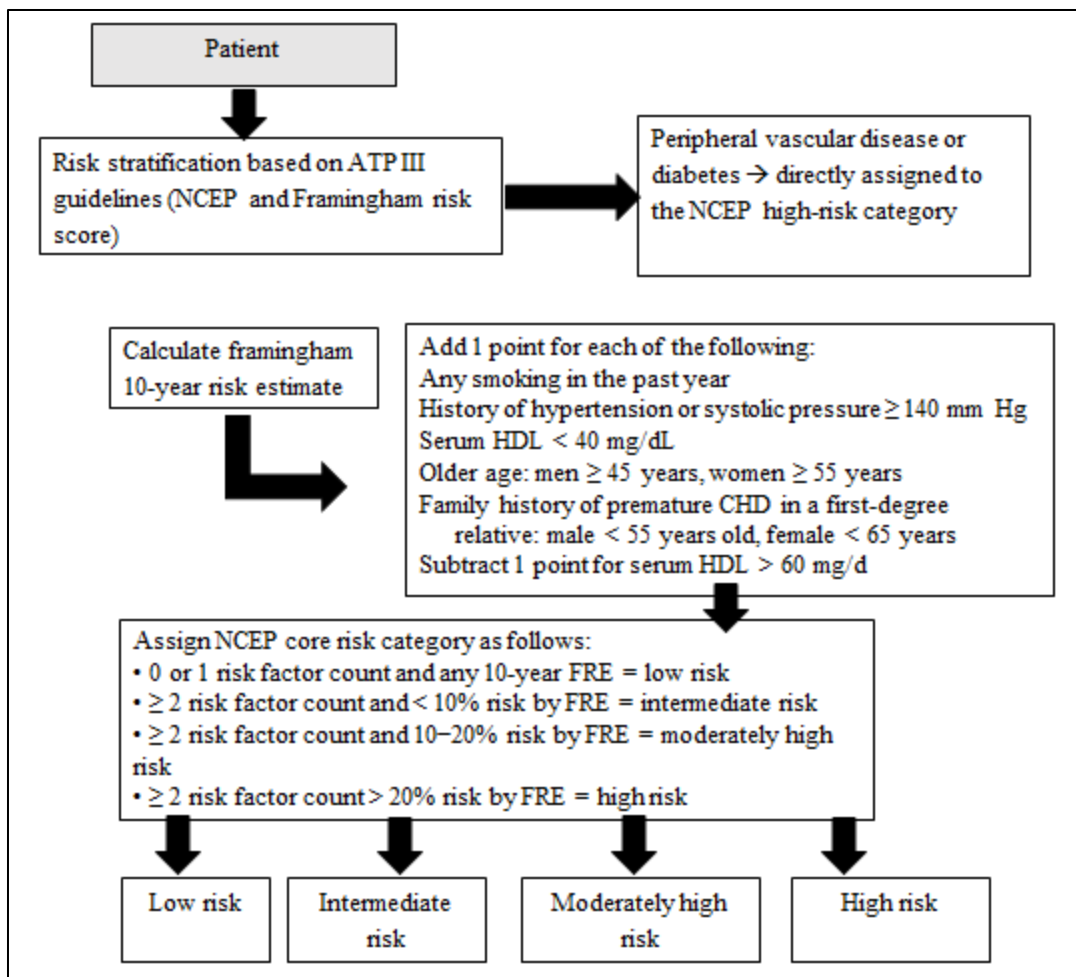 Patient
Risk stratification based on ATP III
guidelines (NCEP and Framingham risk
score)
Peripheral vascular disease or
diabetes → directly assigned to
the NCEP high-risk category
Calculate framingham
10-year risk estimate
Add 1 point for each of the following:
Any smoking in the past year
History of hypertension or systolic pressure ≥ 140 mm Hg
Serum HDL < 40 mg/dL
Older age: men ≥ 45 years, women ≥ 55 years
Family history of premature CHD in a first-degree
relative: male < 55 years old, female < 65 years
Subtract 1 point for serum HDL > 60 mg/d
Assign NCEP core risk category as follows:
• 0 or 1 risk factor count and any 10-year FRE = low risk
• ≥ 2 risk factor count and < 10% risk by FRE = intermediate risk
• ≥ 2 risk factor count and 10–20% risk by FRE = moderately high
risk
• ≥ 2 risk factor count > 20% risk by FRE = high risk
Low risk
Intermediate
risk
Moderately high
risk
High risk